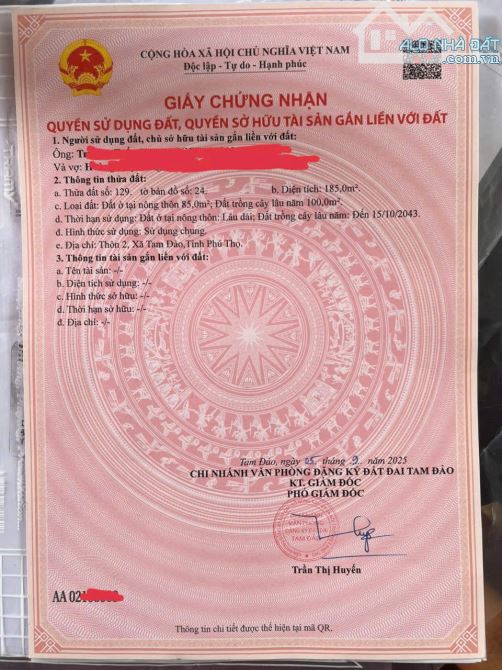 CỘNG HÒA XÃ HỘI CHỦ NGHĨA VIỆT NAM
Độc lập - Tự do - Hạnh phúc
ALO NHÀ ĐẤT
.com.vn
GIẤY CHỨNG NHẬN
QUYỀN SỬ DỤNG ĐẤT, QUYỀN SỞ HỮU TÀI SẢN GẮN LIỀN VỚI ĐẤT
1. Người sử dụng đất, chủ sở hữu tài sản gắn liền với đất:
Ông:
Và vợ:
2. Thông tin thửa đất:
a. Thửa đất số: 129, tờ bản đồ số: 24. b. Diện tích: 185,0m².
c. Loại đất: Đất ở tại nông thôn 85,0m²; Đất trồng cây lâu năm 100,0m².
d. Thời hạn sử dụng: Đất ở tại nông thôn: Lâu dài; Đất trồng cây lâu năm: Đến 15/10/2043.
đ. Hình thức sử dụng: Sử dụng chung.
e. Địa chỉ: Thôn 2, Xã Tam Đảo,Tỉnh Phú Thọ.
3. Thông tin tài sản gắn liền với đất:
a. Tên tài sản: -/-
b. Diện tích sử dụng: -/-
c. Hình thức sở hữu: -/-
d. Thời hạn sở hữu: -/-
đ. Địa chỉ: -/-
Tam Đảo, ngày 05 tháng 9 năm 2025
CHI NHÁNH VĂN PHÒNG ĐĂNG KÝ ĐẤT ĐAI TAM ĐẢO
KT. GIÁM ĐỐC
PHÓ GIÁM ĐỐC
Trần Thị Huyến
AA 02
Thông tin chi tiết được thể hiện tại mã QR.